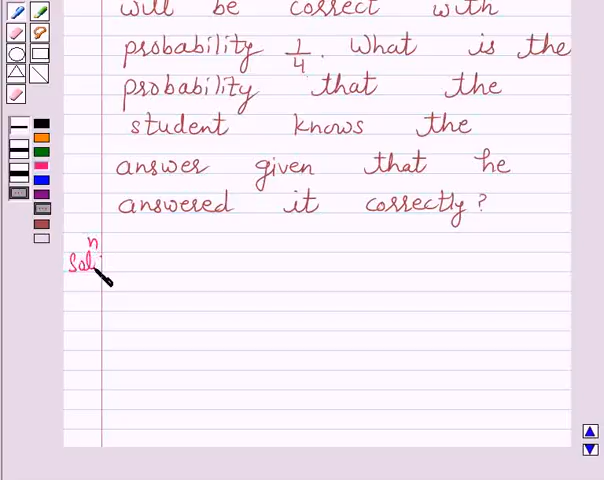 will be correct with
probability 1/4. What is the
probability that the
student knows the
answer given that he
answered it correctly?
Solⁿ